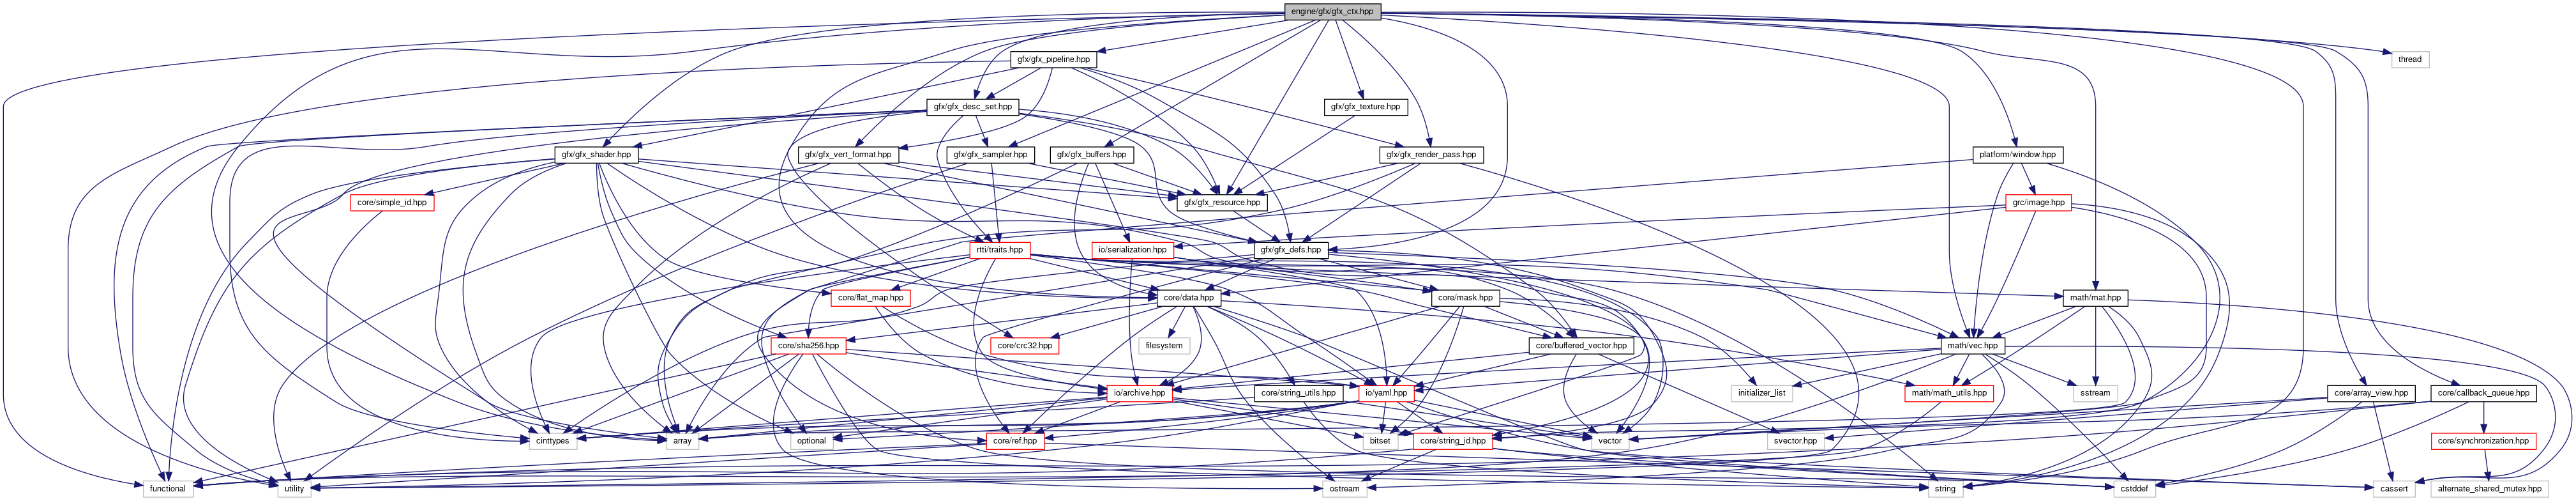 engine/gfx/gfx_ctx.hpp
gfx/gfx_pipeline.hpp
thread
gfx/gfx_desc_set.hpp
gfx/gfx_texture.hpp
gfx/gfx_shader.hpp
gfx/gfx_vert_format.hpp
gfx/gfx_sampler.hpp
gfx/gfx_buffers.hpp
gfx/gfx_render_pass.hpp
platform/window.hpp
core/simple_id.hpp
gfx/gfx_resource.hpp
grc/image.hpp
rtti/traits.hpp
io/serialization.hpp
gfx/gfx_defs.hpp
core/flat_map.hpp
core/data.hpp
core/mask.hpp
math/mat.hpp
core/sha256.hpp
core/crc32.hpp
filesystem
core/buffered_vector.hpp
math/vec.hpp
io/archive.hpp
core/string_utils.hpp
io/yaml.hpp
initializer_list
math/math_utils.hpp
sstream
core/array_view.hpp
core/callback_queue.hpp
cinttypes
array
optional
core/ref.hpp
bitset
core/string_id.hpp
vector
svector.hpp
core/synchronization.hpp
functional
utility
ostream
string
cstddef
cassert
alternate_shared_mutex.hpp